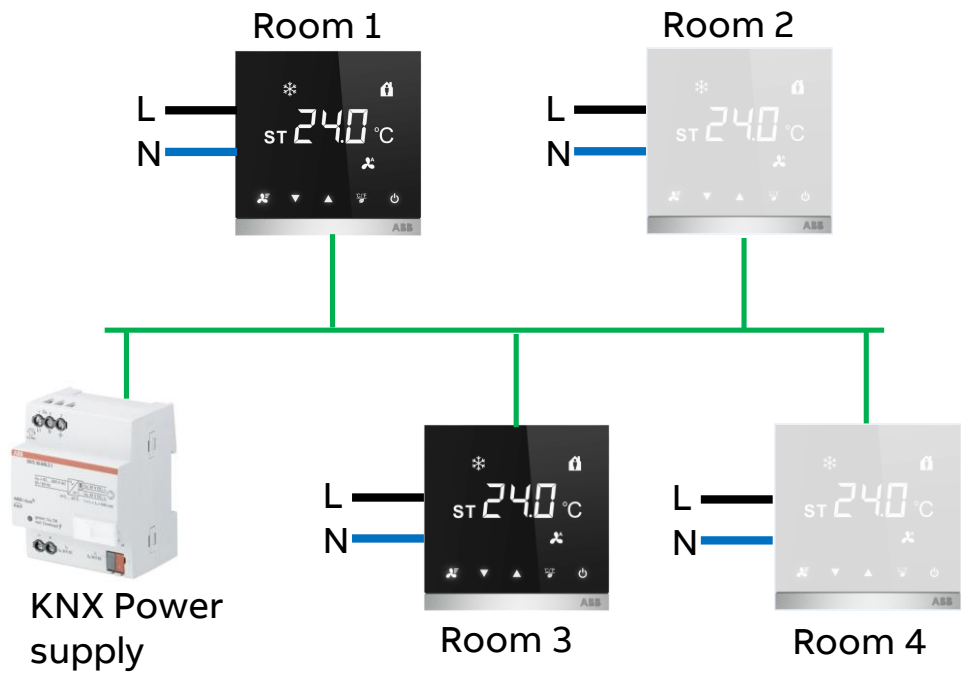 Room 1
Room 2
L
N
ST 24.0 °C
°C/°F
ABB
L
N
ST 24.0 °C
°C/°F
ABB
ABB
L
N
ST 24.0 °C
°C/°F
ABB
L
N
ST 24.0 °C
°C/°F
ABB
KNX Power
supply
Room 3
Room 4